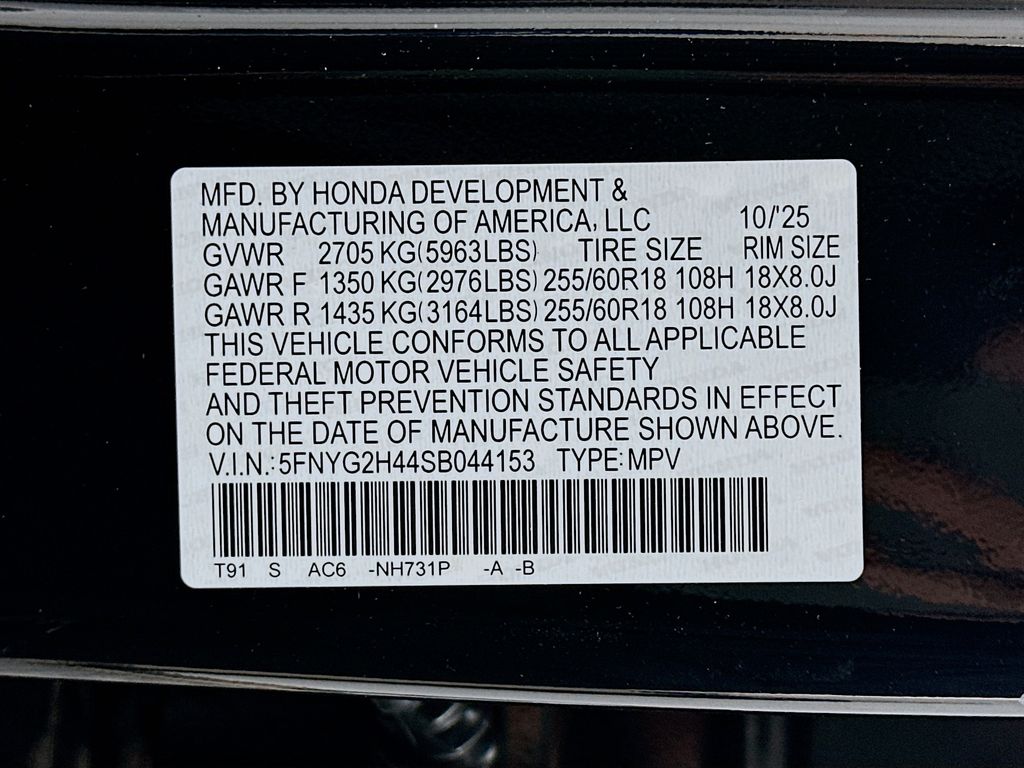 MFD. BY HONDA DEVELOPMENT &
MANUFACTURING OF AMERICA, LLC 10/'25
GVWR 2705 KG(5963LBS) TIRE SIZE RIM SIZE
GAWR F 1350 KG(2976LBS) 255/60R18 108H 18X8.0J
GAWR R 1435 KG(3164LBS) 255/60R18 108H 18X8.0J
THIS VEHICLE CONFORMS TO ALL APPLICABLE
FEDERAL MOTOR VEHICLE SAFETY
AND THEFT PREVENTION STANDARDS IN EFFECT
ON THE DATE OF MANUFACTURE SHOWN ABOVE.
V.I.N.:5FNYG2H44SB044153 TYPE:MPV
T91 S AC6 -NH731P -A -B